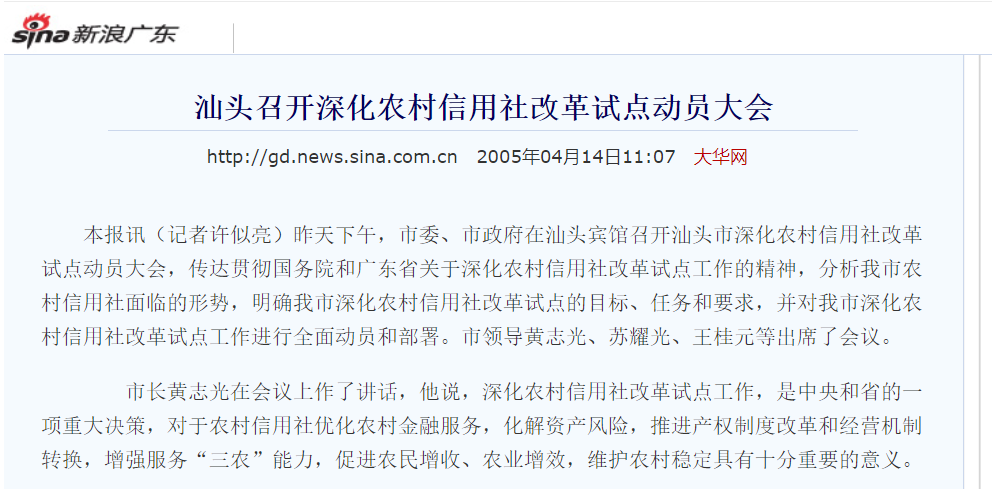 sina新浪广东
汕头召开深化农村信用社改革试点动员大会
http://gd.news.sina.com.cn 2005年04月14日11:07 大华网
本报讯（记者许似亮）昨天下午，市委、市政府在汕头宾馆召开汕头市深化农村信用社改革
试点动员大会，传达贯彻国务院和广东省关于深化农村信用社改革试点工作的精神，分析我市农
村信用社面临的形势，明确我市深化农村信用社改革试点的目标、任务和要求，并对我市深化农
村信用社改革试点工作进行全面动员和部署。市领导黄志光、苏耀光、王桂元等出席了会议。
市长黄志光在会议上作了讲话，他说，深化农村信用社改革试点工作，是中央和省的一
项重大决策，对于农村信用社优化农村金融服务，化解资产风险，推进产权制度改革和经营机制
转换，增强服务“三农”能力，促进农民增收、农业增效，维护农村稳定具有十分重要的意义。